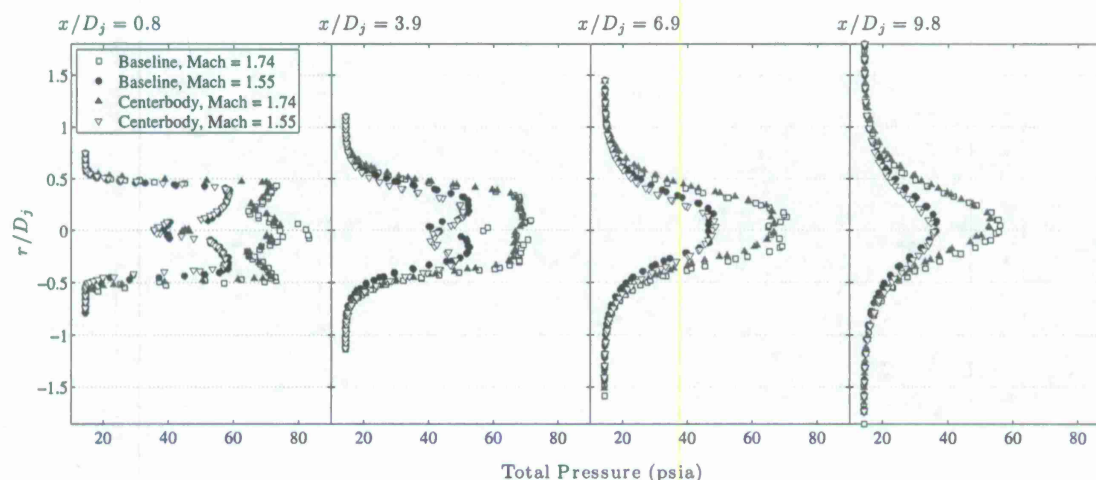 x/D_j = 0.8
x/D_j = 3.9
x/D_j = 6.9
x/D_j = 9.8
Baseline, Mach = 1.74
Baseline, Mach = 1.55
Centerbody, Mach = 1.74
Centerbody, Mach = 1.55
r/D_j
1.5
1
0.5
0
−0.5
−1
−1.5
20 40 60 80 20 40 60 80 20 40 60 80 20 40 60 80
Total Pressure (psia)